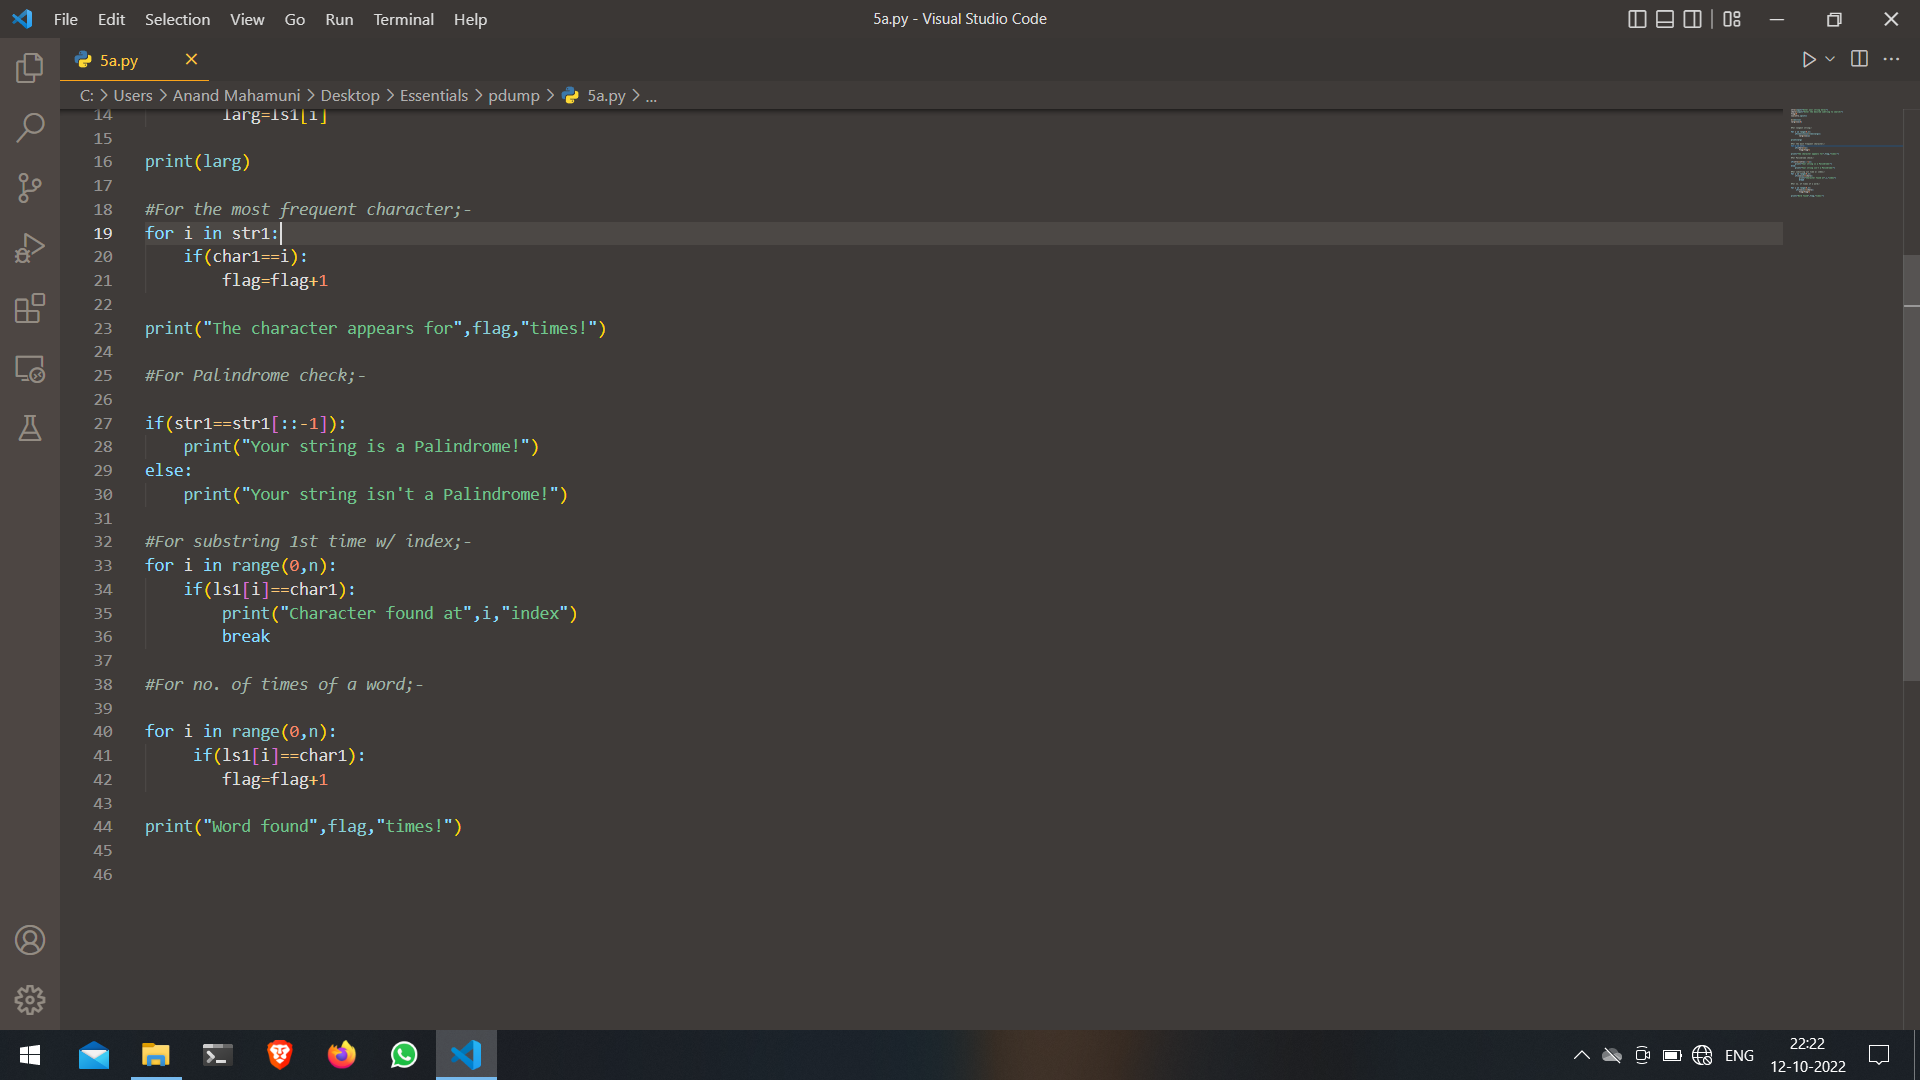 File Edit Selection View Go Run Terminal Help
5a.py - Visual Studio Code
5a.py
C: > Users > Anand Mahamuni > Desktop > Essentials > pdump > 5a.py > ...
14         larg=ls1[i]
15
16 print(larg)
17
18 #For the most frequent character;-
19 for i in str1:
20     if(char1==i):
21         flag=flag+1
22
23 print("The character appears for",flag,"times!")
24
25 #For Palindrome check;-
26
27 if(str1==str1[::-1]):
28     print("Your string is a Palindrome!")
29 else:
30     print("Your string isn't a Palindrome!")
31
32 #For substring 1st time w/ index;-
33 for i in range(0,n):
34     if(ls1[i]==char1):
35         print("Character found at",i,"index")
36         break
37
38 #For no. of times of a word;-
39
40 for i in range(0,n):
41      if(ls1[i]==char1):
42         flag=flag+1
43
44 print("Word found",flag,"times!")
45
46
ENG
22:22
12-10-2022